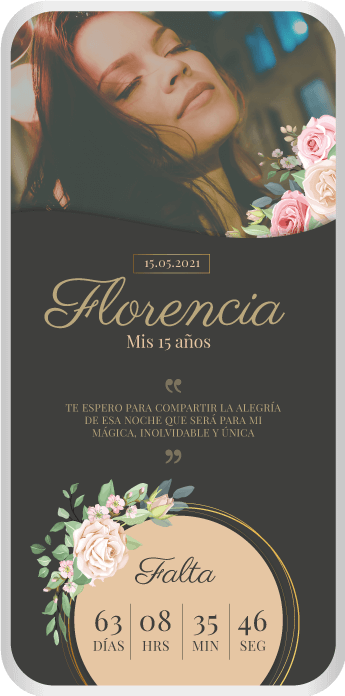 15.05.2021
Florencia
Mis 15 años
“
TE ESPERO PARA COMPARTIR LA ALEGRÍA
DE ESA NOCHE QUE SERÁ PARA MI
MÁGICA, INOLVIDABLE Y ÚNICA
”
Falta
63 08 35 46
DÍAS HRS MIN SEG